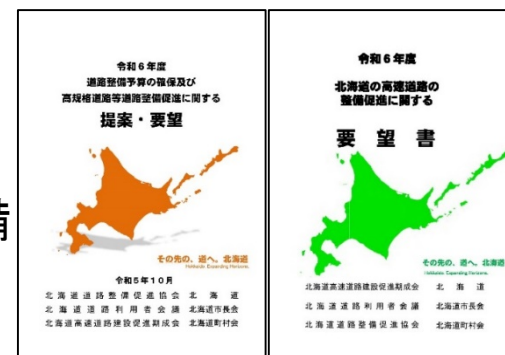 備
令和６年度
道路整備予算の確保及び
高規格道路等道路整備促進に関する
提案・要望
その先の、道へ。北海道
Hokkaido Expanding Horizons.
令和５年１０月
北海道道路整備促進協会　北海道
北海道道路利用者会議　北海道市長会
北海道高速道路建設促進期成会　北海道町村会
令和６年度
北海道の高速道路の
整備促進に関する
要望書
その先の、道へ。北海道
Hokkaido Expanding Horizons.
北海道高速道路建設促進期成会　北海道
北海道道路利用者会議　北海道市長会
北海道道路整備促進協会　北海道町村会